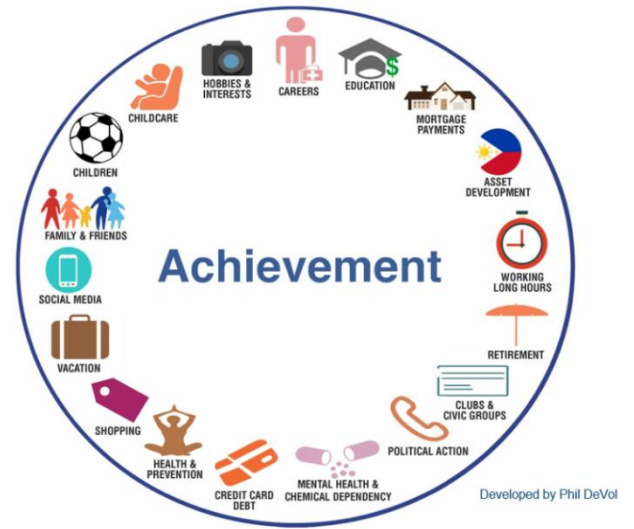 Achievement
CAREERS
EDUCATION
$
MORTGAGE
PAYMENTS
ASSET
DEVELOPMENT
WORKING
LONG HOURS
RETIREMENT
CLUBS &
CIVIC GROUPS
POLITICAL ACTION
MENTAL HEALTH &
CHEMICAL DEPENDENCY
CREDIT CARD
DEBT
HEALTH &
PREVENTION
SHOPPING
VACATION
SOCIAL MEDIA
FAMILY & FRIENDS
CHILDREN
CHILDCARE
HOBBIES &
INTERESTS
Developed by Phil DeVol